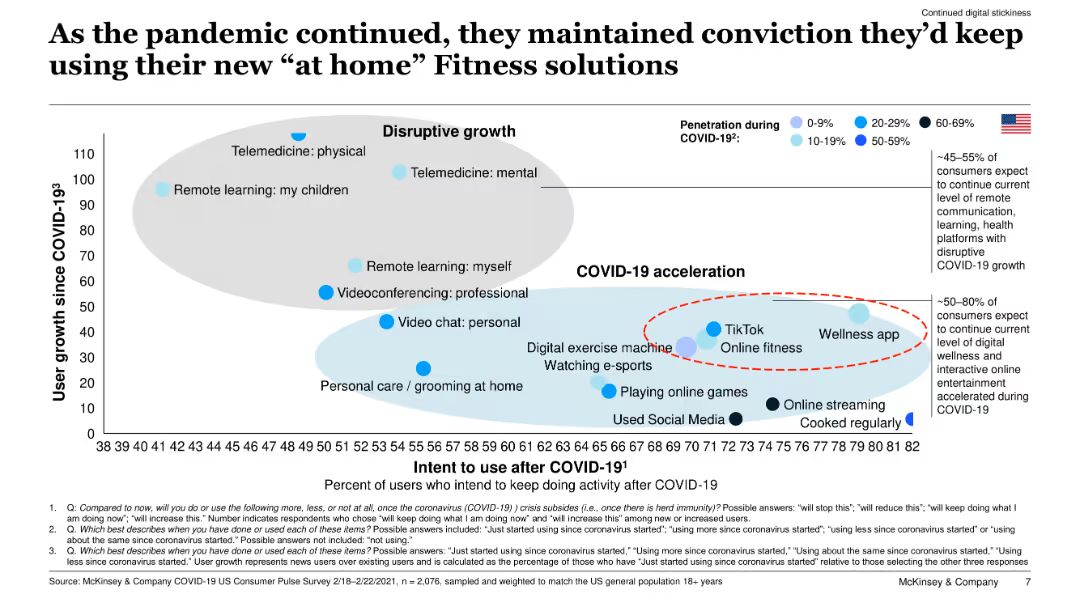 Continued digital stickiness
As the pandemic continued, they maintained conviction they’d keep
using their new “at home” Fitness solutions
Penetration during
COVID-19²:
0-9%
20-29%
60-69%
10-19%
50-59%
User growth since COVID-19³
110
100
90
80
70
60
50
40
30
20
10
0
Disruptive growth
Telemedicine: physical
Telemedicine: mental
Remote learning: my children
Remote learning: myself
COVID-19 acceleration
Videoconferencing: professional
Video chat: personal
TikTok
Wellness app
Digital exercise machine
Online fitness
Watching e-sports
Personal care / grooming at home
Playing online games
Online streaming
Used Social Media
Cooked regularly
~45–55% of
consumers expect
to continue current
level of remote
communication,
learning, health
platforms with
disruptive
COVID-19 growth
~50–80% of
consumers expect
to continue current
level of digital
wellness and
interactive online
entertainment
accelerated during
COVID-19
38 39 40 41 42 43 44 45 46 47 48 49 50 51 52 53 54 55 56 57 58 59 60 61 62 63 64 65 66 67 68 69 70 71 72 73 74 75 76 77 78 79 80 81 82
Intent to use after COVID-19¹
Percent of users who intend to keep doing activity after COVID-19
1. Q: Compared to now, will you do or use the following more, less, or not at all, once the coronavirus (COVID-19) ) crisis subsides (i.e., once there is herd immunity)? Possible answers: “will stop this”; ”will reduce this”; “will keep doing what I
am doing now”; “will increase this.” Number indicates respondents who chose “will keep doing what I am doing now” and “will increase this” among new or increased users.
2. Q. Which best describes when you have done or used each of these items? Possible answers included: “Just started using since coronavirus started”; “using more since coronavirus started”; “using less since coronavirus started” or “using
about the same since coronavirus started.” Possible answers not included: “not using.”
3. Q. Which best describes when you have done or used each of these items? Possible answers: “Just started using since coronavirus started,” “Using more since coronavirus started,” “Using about the same since coronavirus started,” “Using
less since coronavirus started.” User growth represents news users over existing users and is calculated as the percentage of those who have “Just started using since coronavirus started” relative to those selecting the other three responses
Source: McKinsey & Company COVID-19 US Consumer Pulse Survey 2/18–2/22/2021, n = 2,076, sampled and weighted to match the US general population 18+ years
McKinsey & Company
7